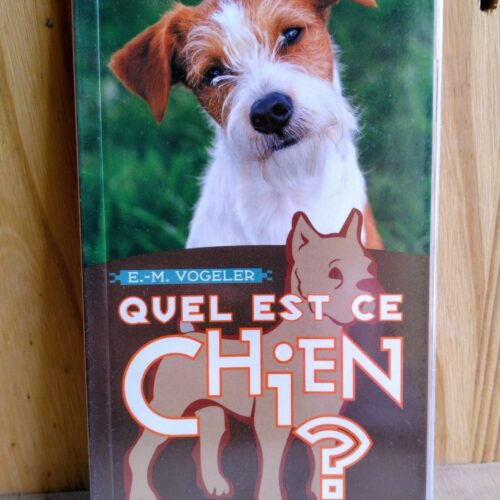 E.-M. VOGELER
QUEL EST CE
CHiEN
?